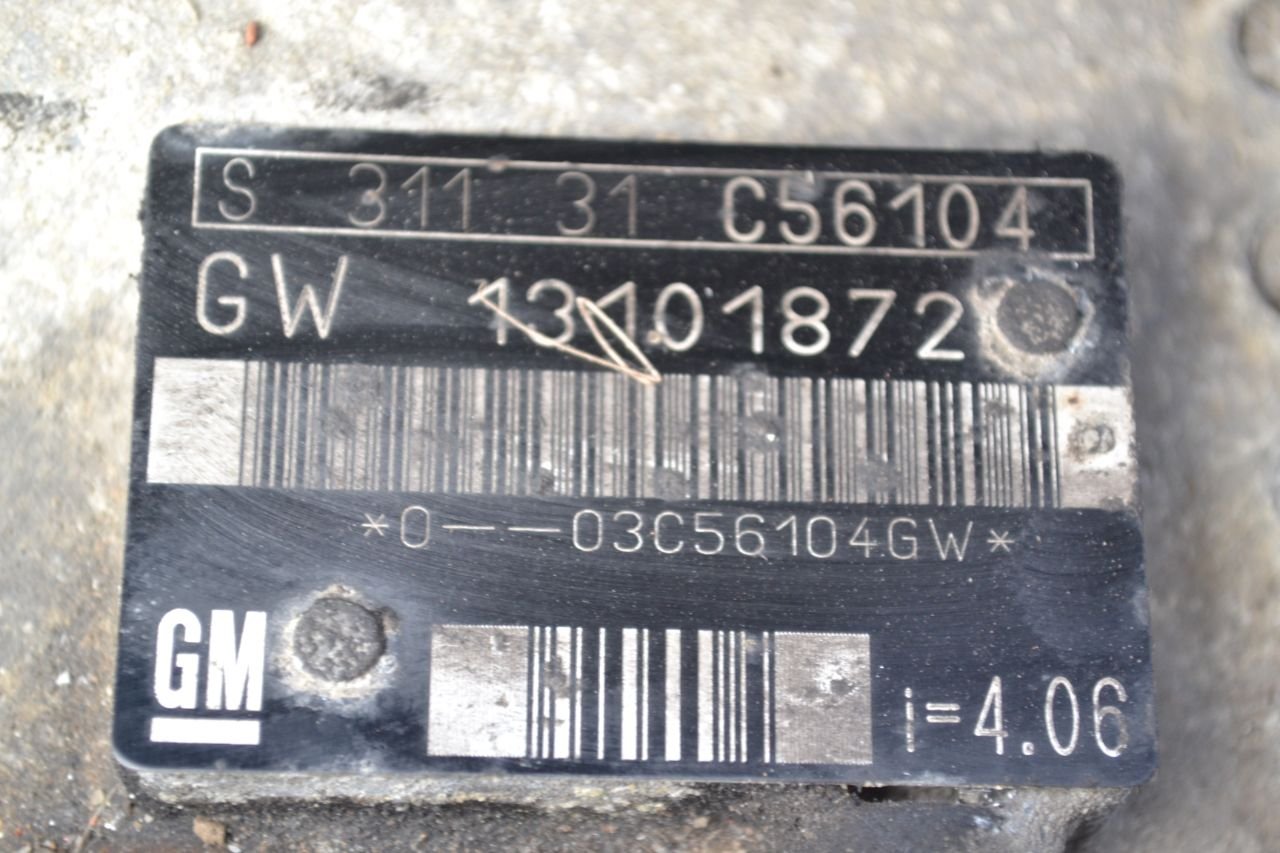 S 311 31 C56104
GW 13101872
*0--03C56104GW*
GM
i=4.06